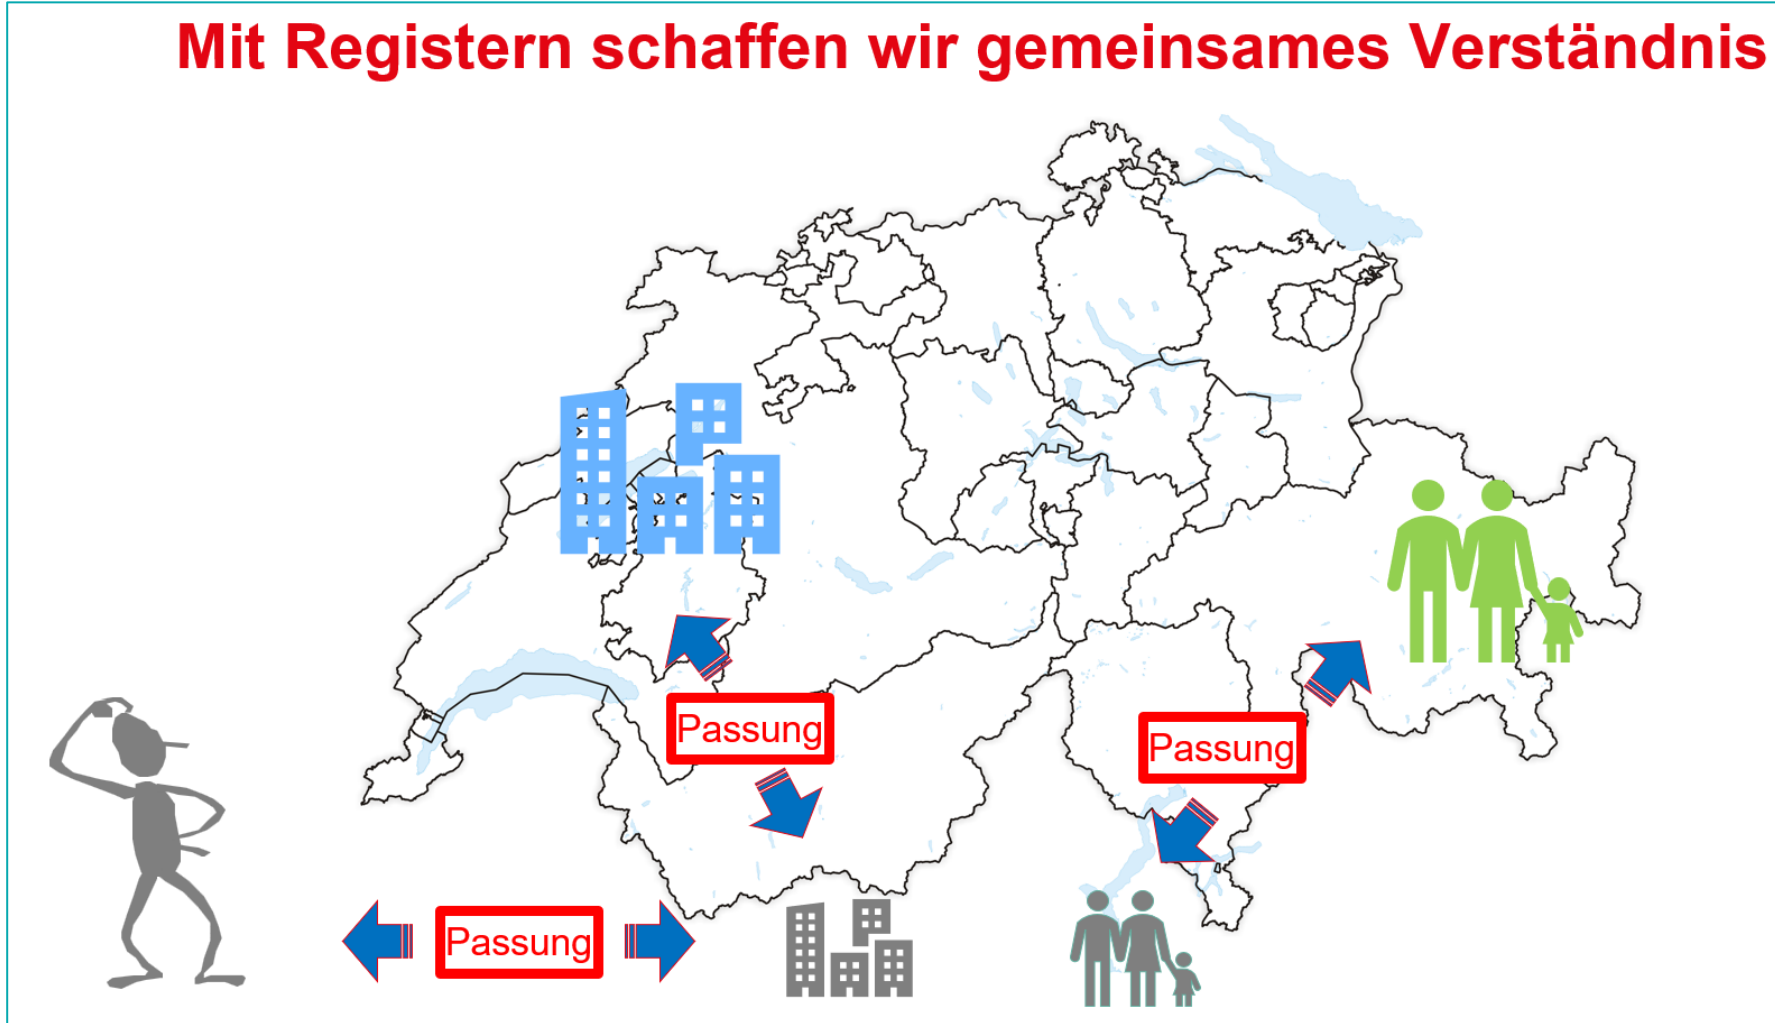 Mit Registern schaffen wir gemeinsames Verständnis
Passung
Passung
Passung